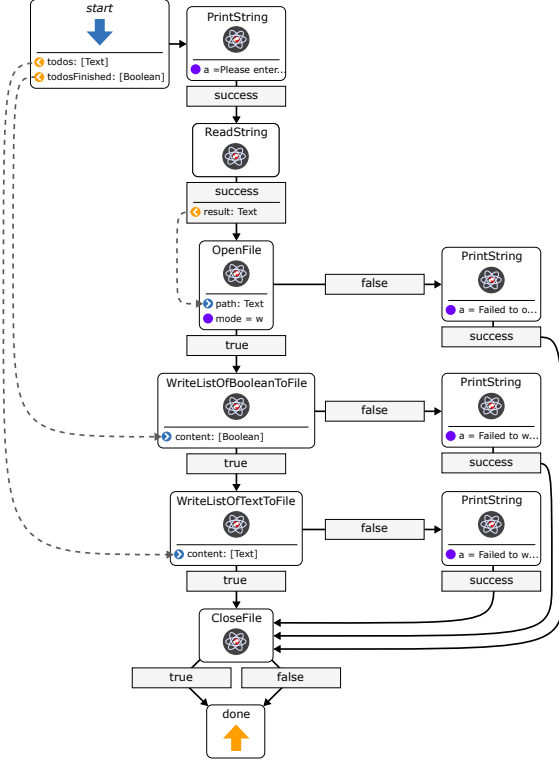 start
todos: [Text]
todosFinished: [Boolean]
PrintString
a =Please enter...
success
ReadString
success
result: Text
OpenFile
path: Text
mode = w
false
PrintString
a = Failed to o...
success
true
WriteListOfBooleanToFile
content: [Boolean]
false
PrintString
a = Failed to w...
success
true
WriteListOfTextToFile
content: [Text]
false
PrintString
a = Failed to w...
success
true
CloseFile
true
false
done